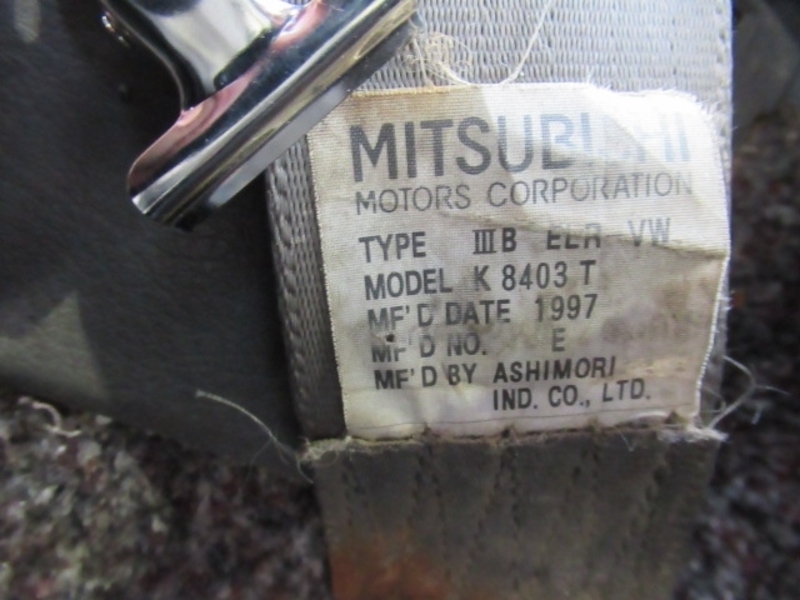 MITSUBISHI
MOTORS CORPORATION
TYPE ⅢB ELR VW
MODEL K 8403 T
MF'D DATE 1997
MF'D NO. E
MF'D BY ASHIMORI
IND. CO., LTD.